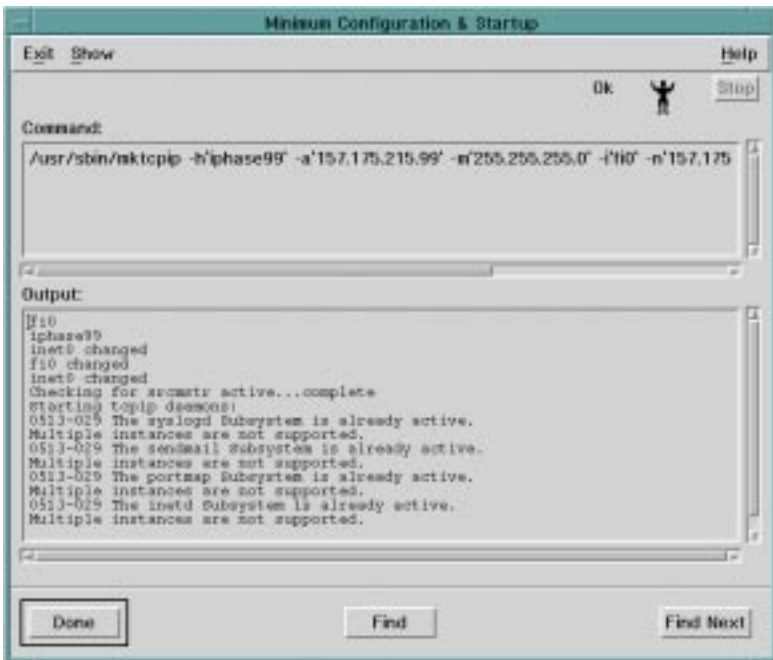 Minimum Configuration & Startup
Exit Show Help
Ok Stop
Command:
/usr/sbin/mktcpip -h'iphase99' -a'157.175.215.99' -m'255.255.255.0' -i'fi0' -n'157.175
Output:
fi0
iphase99
inet0 changed
fi0 changed
inet0 changed
Checking for srcmstr active...complete
Starting tcpip daemons:
0513-029 The syslogd Subsystem is already active.
Multiple instances are not supported.
0513-029 The sendmail Subsystem is already active.
Multiple instances are not supported.
0513-029 The portmap Subsystem is already active.
Multiple instances are not supported.
0513-029 The inetd Subsystem is already active.
Multiple instances are not supported.
Done Find Find Next